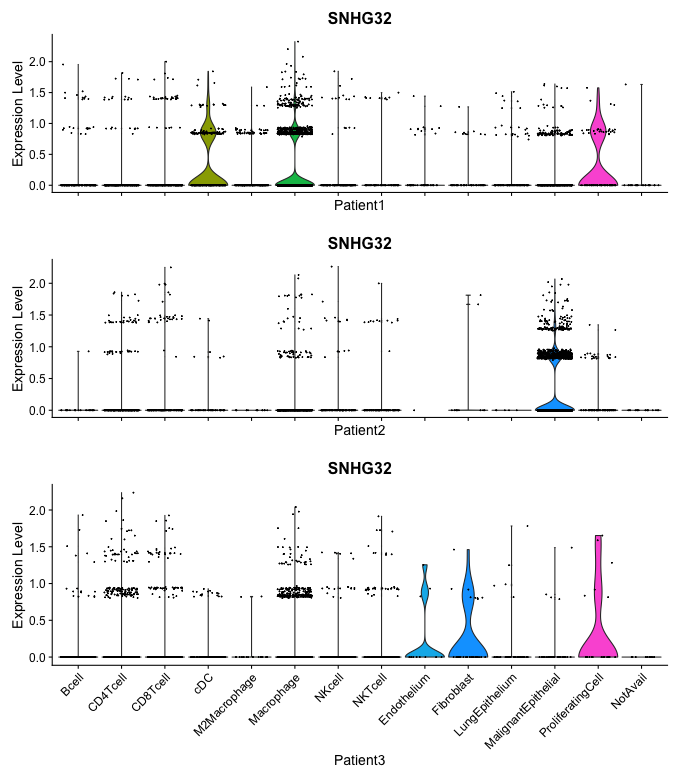 SNHG32
Expression Level
2.0
1.5
1.0
0.5
0.0
Patient1
SNHG32
Expression Level
2.0
1.5
1.0
0.5
0.0
Patient2
SNHG32
Expression Level
2.0
1.5
1.0
0.5
0.0
Bcell
CD4Tcell
CD8Tcell
cDC
M2Macrophage
Macrophage
NKcell
NKTcell
Endothelium
Fibroblast
LungEpithelium
MalignantEpithelial
ProliferatingCell
NotAvail
Patient3